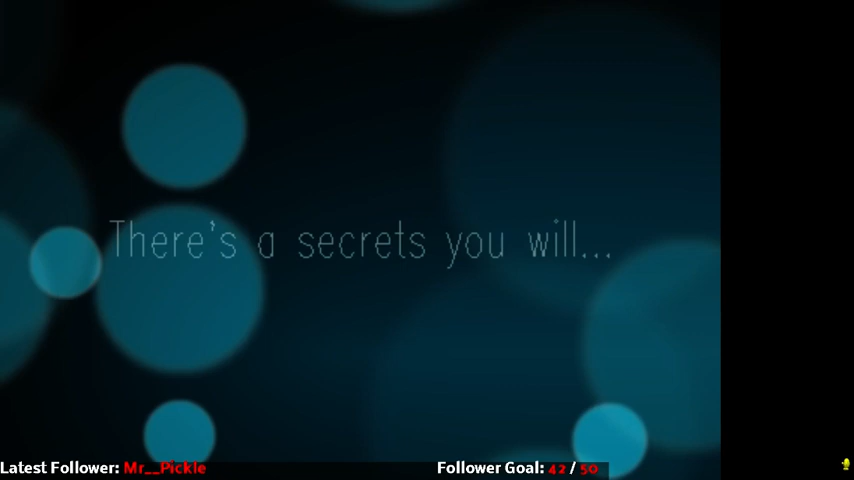 There's a secrets you will...
Latest Follower: Mr__Pickle
Follower Goal: 42 / 50